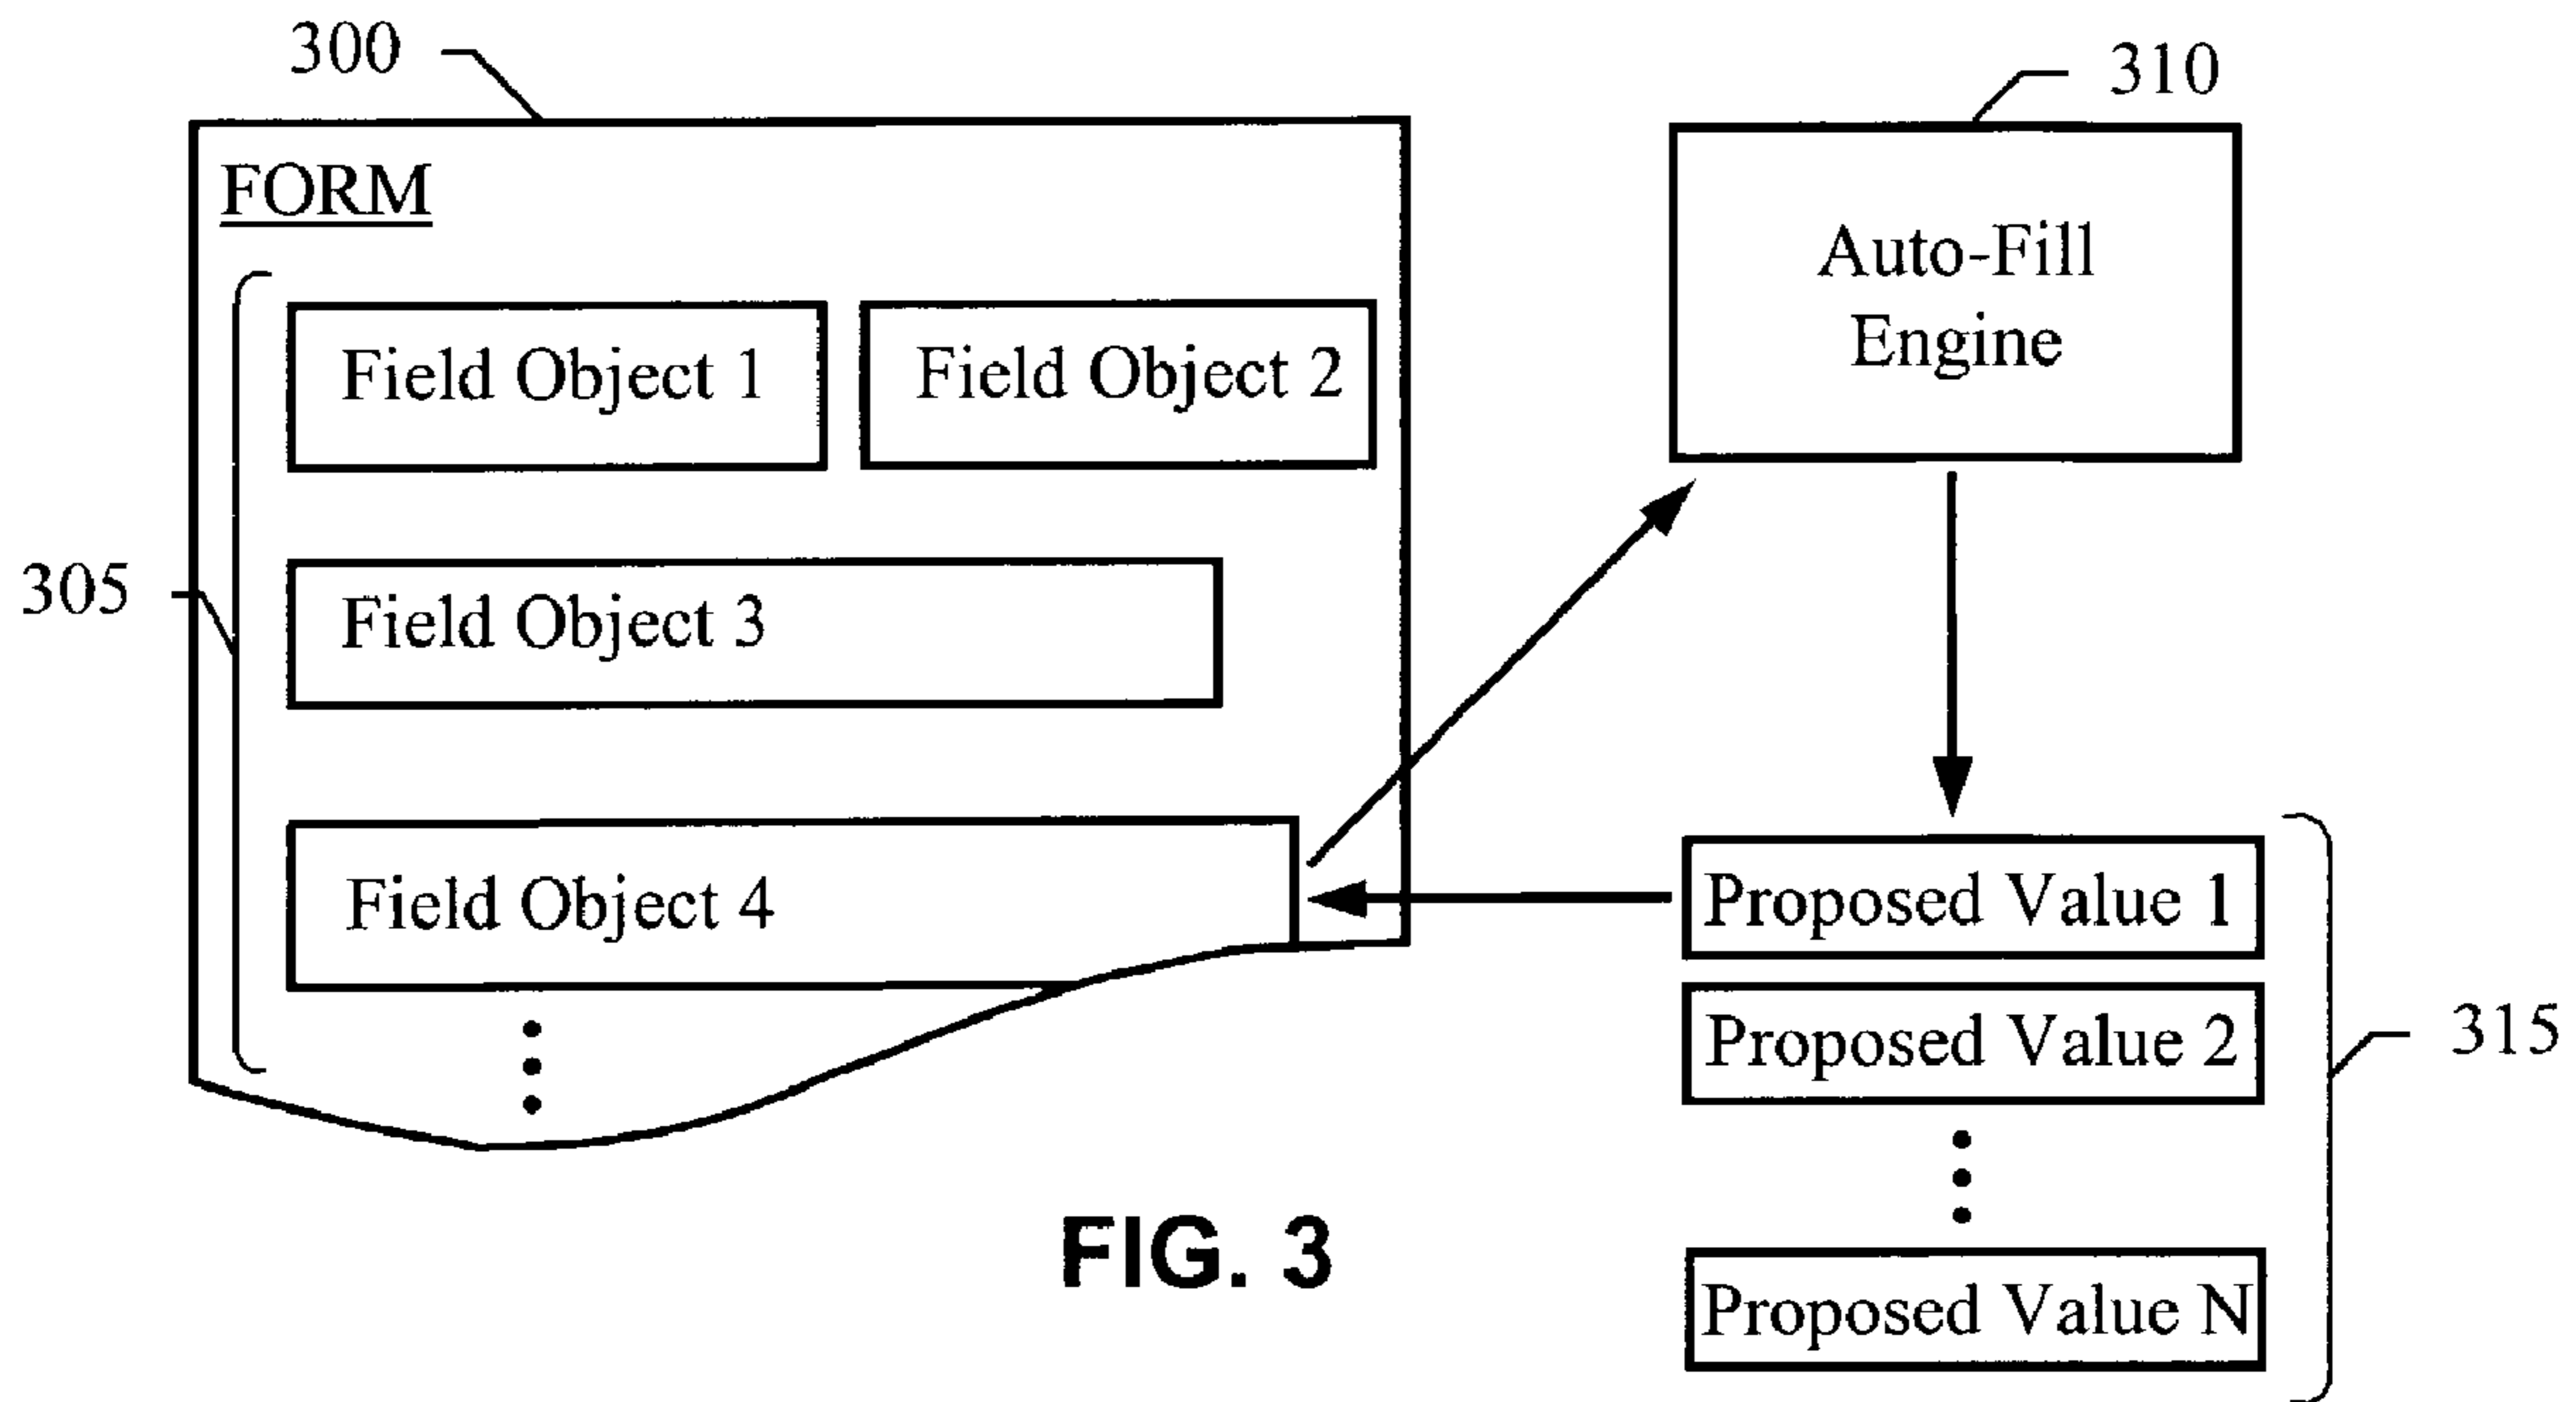 300
310
FORM
Auto-Fill
Engine
Field Object 1
Field Object 2
305
Field Object 3
Field Object 4
Proposed Value 1
Proposed Value 2
315
Proposed Value N
FIG. 3